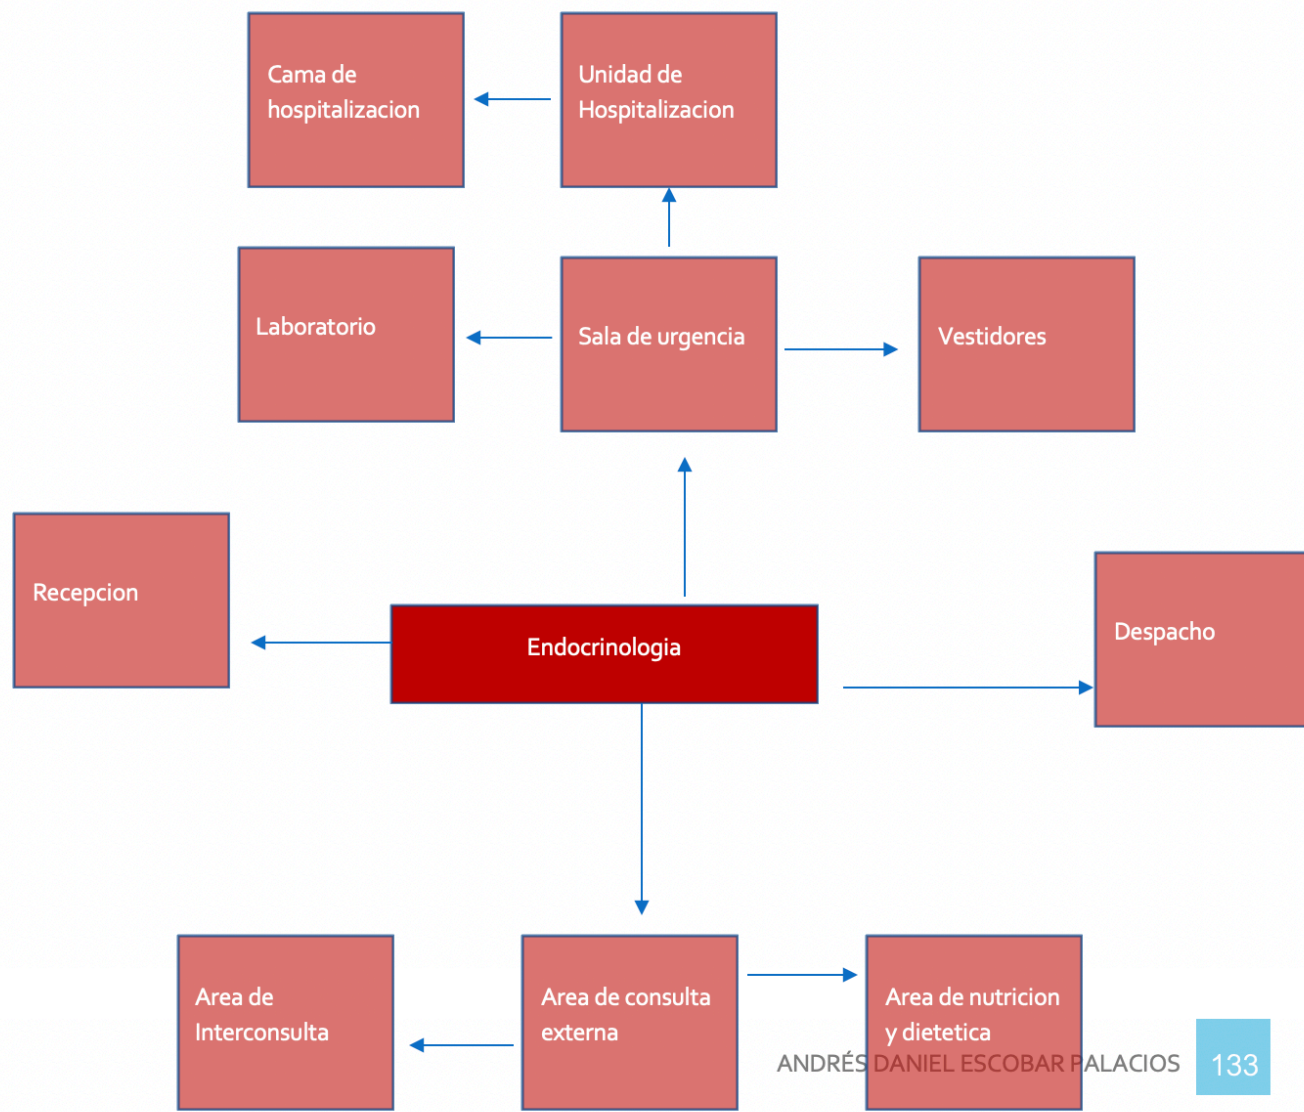 Cama de
hospitalizacion
Unidad de
Hospitalizacion
Laboratorio
Sala de urgencia
Vestidores
Recepcion
Endocrinologia
Despacho
Area de
Interconsulta
Area de consulta
externa
Area de nutricion
y dietetica
ANDRÉS DANIEL ESCOBAR PALACIOS
133